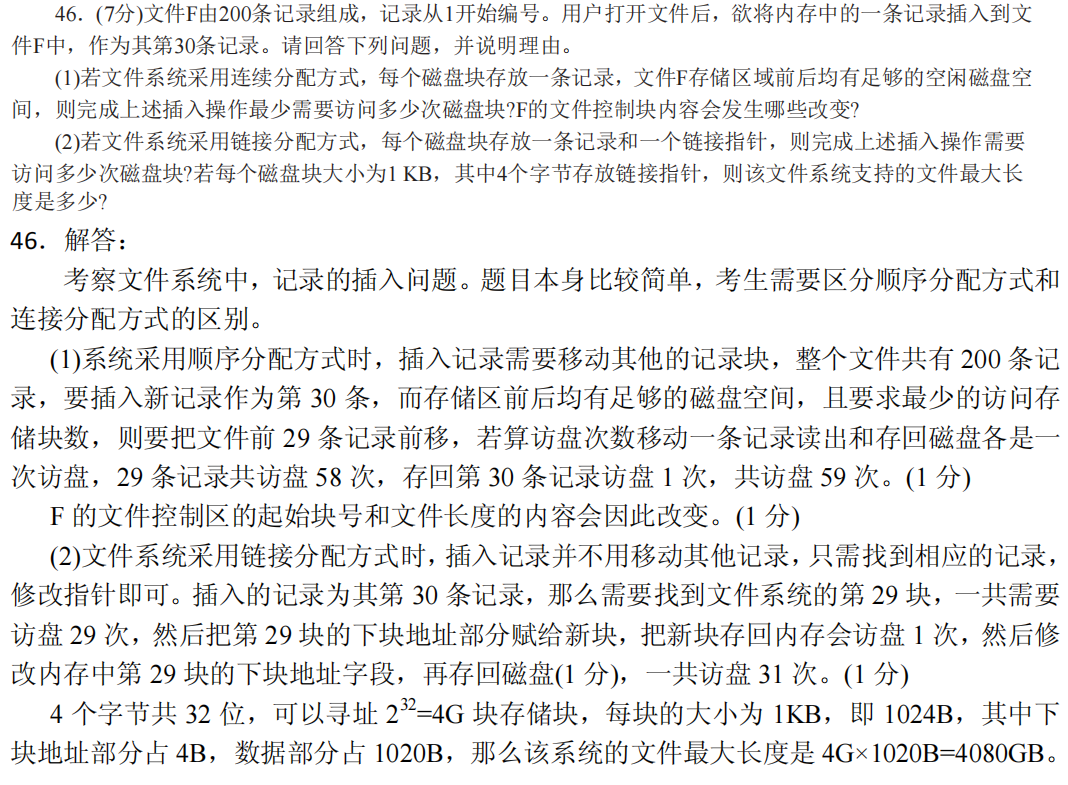 46．(7分)文件F由200条记录组成，记录从1开始编号。用户打开文件后，欲将内存中的一条记录插入到文
件F中，作为其第30条记录。请回答下列问题，并说明理由。
(1)若文件系统采用连续分配方式，每个磁盘块存放一条记录，文件F存储区域前后均有足够的空闲磁盘空
间，则完成上述插入操作最少需要访问多少次磁盘块?F的文件控制块内容会发生哪些改变?
(2)若文件系统采用链接分配方式，每个磁盘块存放一条记录和一个链接指针，则完成上述插入操作需要
访问多少次磁盘块?若每个磁盘块大小为1 KB，其中4个字节存放链接指针，则该文件系统支持的文件最大长
度是多少?
46．解答：
考察文件系统中，记录的插入问题。题目本身比较简单，考生需要区分顺序分配方式和
连接分配方式的区别。
(1)系统采用顺序分配方式时，插入记录需要移动其他的记录块，整个文件共有 200 条记
录，要插入新记录作为第 30 条，而存储区前后均有足够的磁盘空间，且要求最少的访问存
储块数，则要把文件前 29 条记录前移，若算访盘次数移动一条记录读出和存回磁盘各是一
次访盘，29 条记录共访盘 58 次，存回第 30 条记录访盘 1 次，共访盘 59 次。(1 分)
F 的文件控制区的起始块号和文件长度的内容会因此改变。(1 分)
(2)文件系统采用链接分配方式时，插入记录并不用移动其他记录，只需找到相应的记录，
修改指针即可。插入的记录为其第 30 条记录，那么需要找到文件系统的第 29 块，一共需要
访盘 29 次，然后把第 29 块的下块地址部分赋给新块，把新块存回内存会访盘 1 次，然后修
改内存中第 29 块的下块地址字段，再存回磁盘(1 分)，一共访盘 31 次。(1 分)
4 个字节共 32 位，可以寻址 2³²=4G 块存储块，每块的大小为 1KB，即 1024B，其中下
块地址部分占 4B，数据部分占 1020B，那么该系统的文件最大长度是 4G×1020B=4080GB。